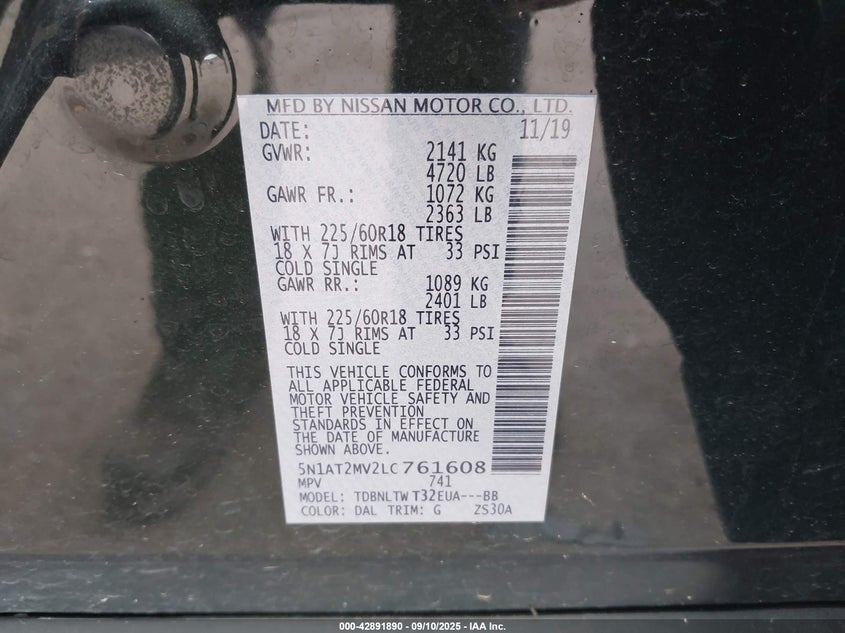 MFD BY NISSAN MOTOR CO., LTD.
DATE: 11/19
GVWR: 2141 KG
4720 LB
GAWR FR.: 1072 KG
2363 LB
WITH 225/60R18 TIRES
18 X 7J RIMS AT 33 PSI
COLD SINGLE
GAWR RR.: 1089 KG
2401 LB
WITH 225/60R18 TIRES
18 X 7J RIMS AT 33 PSI
COLD SINGLE
THIS VEHICLE CONFORMS TO
ALL APPLICABLE FEDERAL
MOTOR VEHICLE SAFETY AND
THEFT PREVENTION
STANDARDS IN EFFECT ON
THE DATE OF MANUFACTURE
SHOWN ABOVE.
5N1AT2MV2LC761608
MPV 741
MODEL: TDBNLTW T32EUA---BB
COLOR: DAL TRIM: G ZS30A
000-42891890 - 09/10/2025 - IAA Inc.